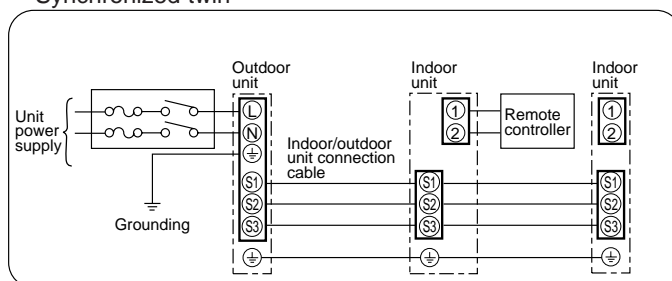 Synchronized twin
Outdoor
unit
Indoor
unit
Indoor
unit
Unit
power
supply
L
N
Indoor/outdoor
unit connection
cable
1
2
Remote
controller
1
2
S1
S2
S3
S1
S2
S3
S1
S2
S3
Grounding